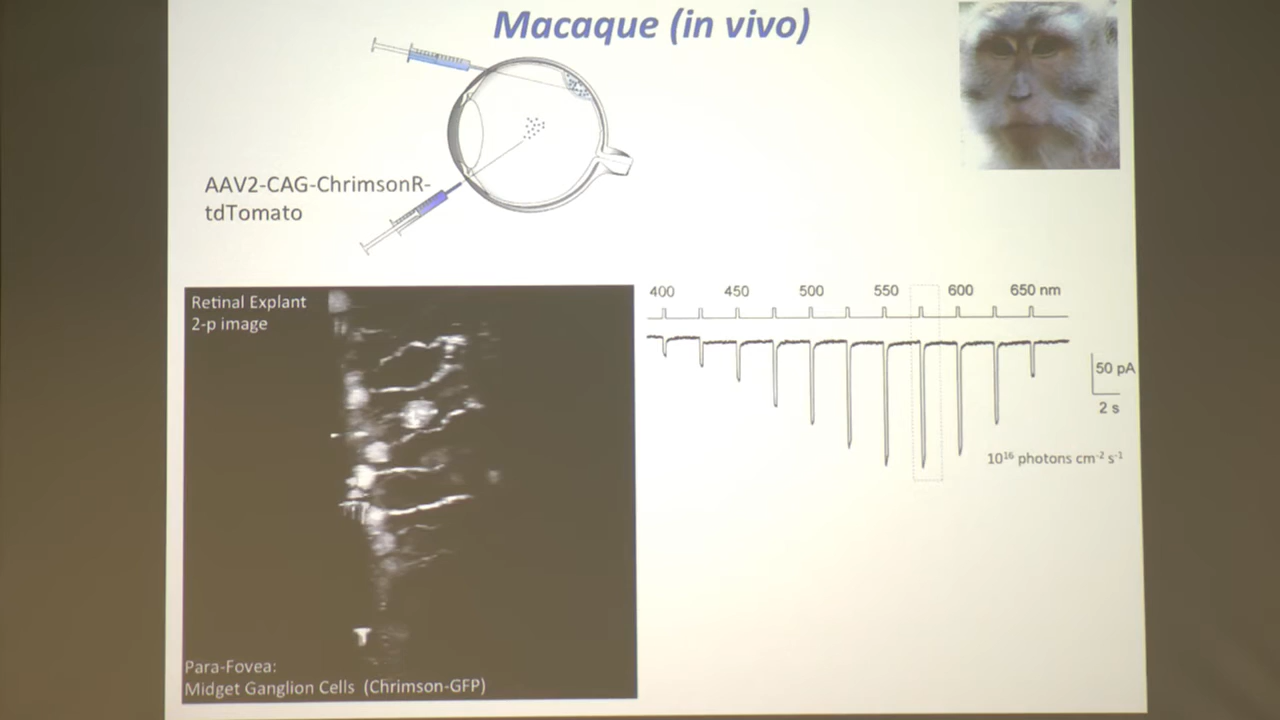 Macaque (in vivo)
AAV2-CAG-ChrimsonR-
tdTomato
Retinal Explant
2-p image
Para-Fovea:
Midget Ganglion Cells (Chrimson-GFP)
400 450 500 550 600 650 nm
50 pA
2 s
10¹⁶ photons cm⁻² s⁻¹